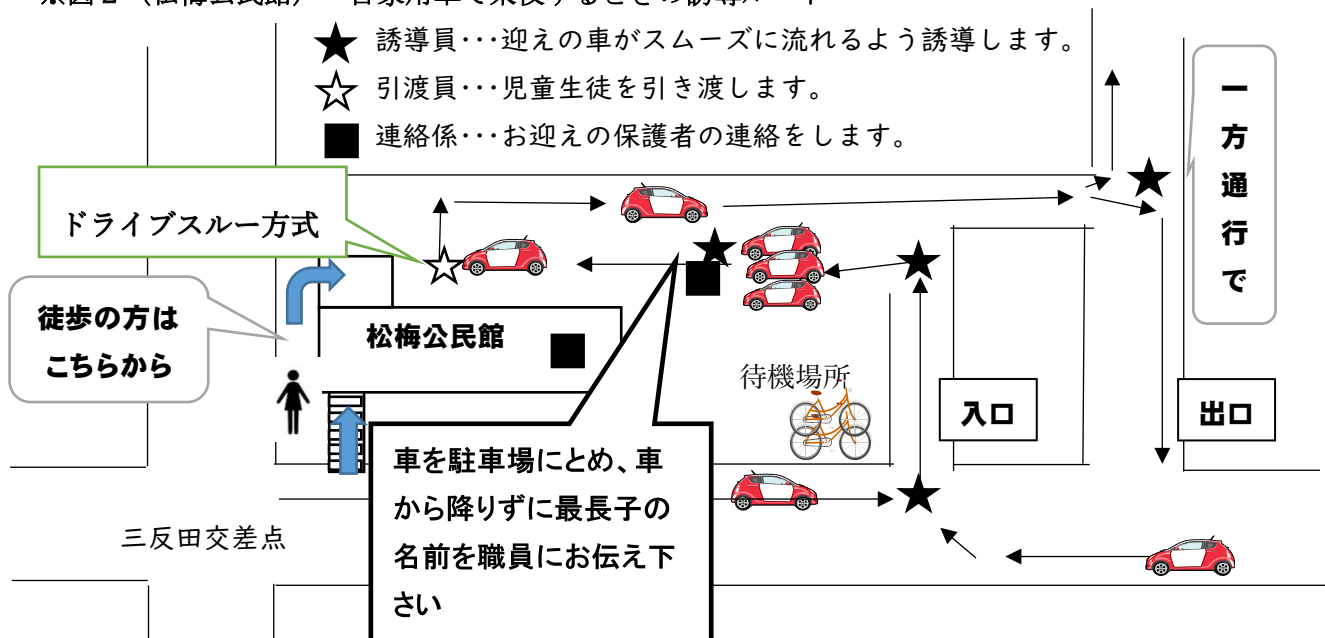 ★ 誘導員･･･迎えの車がスムーズに流れるよう誘導します。
☆ 引渡員･･･児童生徒を引き渡します。
■ 連絡係･･･お迎えの保護者の連絡をします。
一方通行で
ドライブスルー方式
徒歩の方は
こちらから
松梅公民館
待機場所
入口
出口
車を駐車場にとめ、車
から降りずに最長子の
名前を職員にお伝え下
さい
三反田交差点